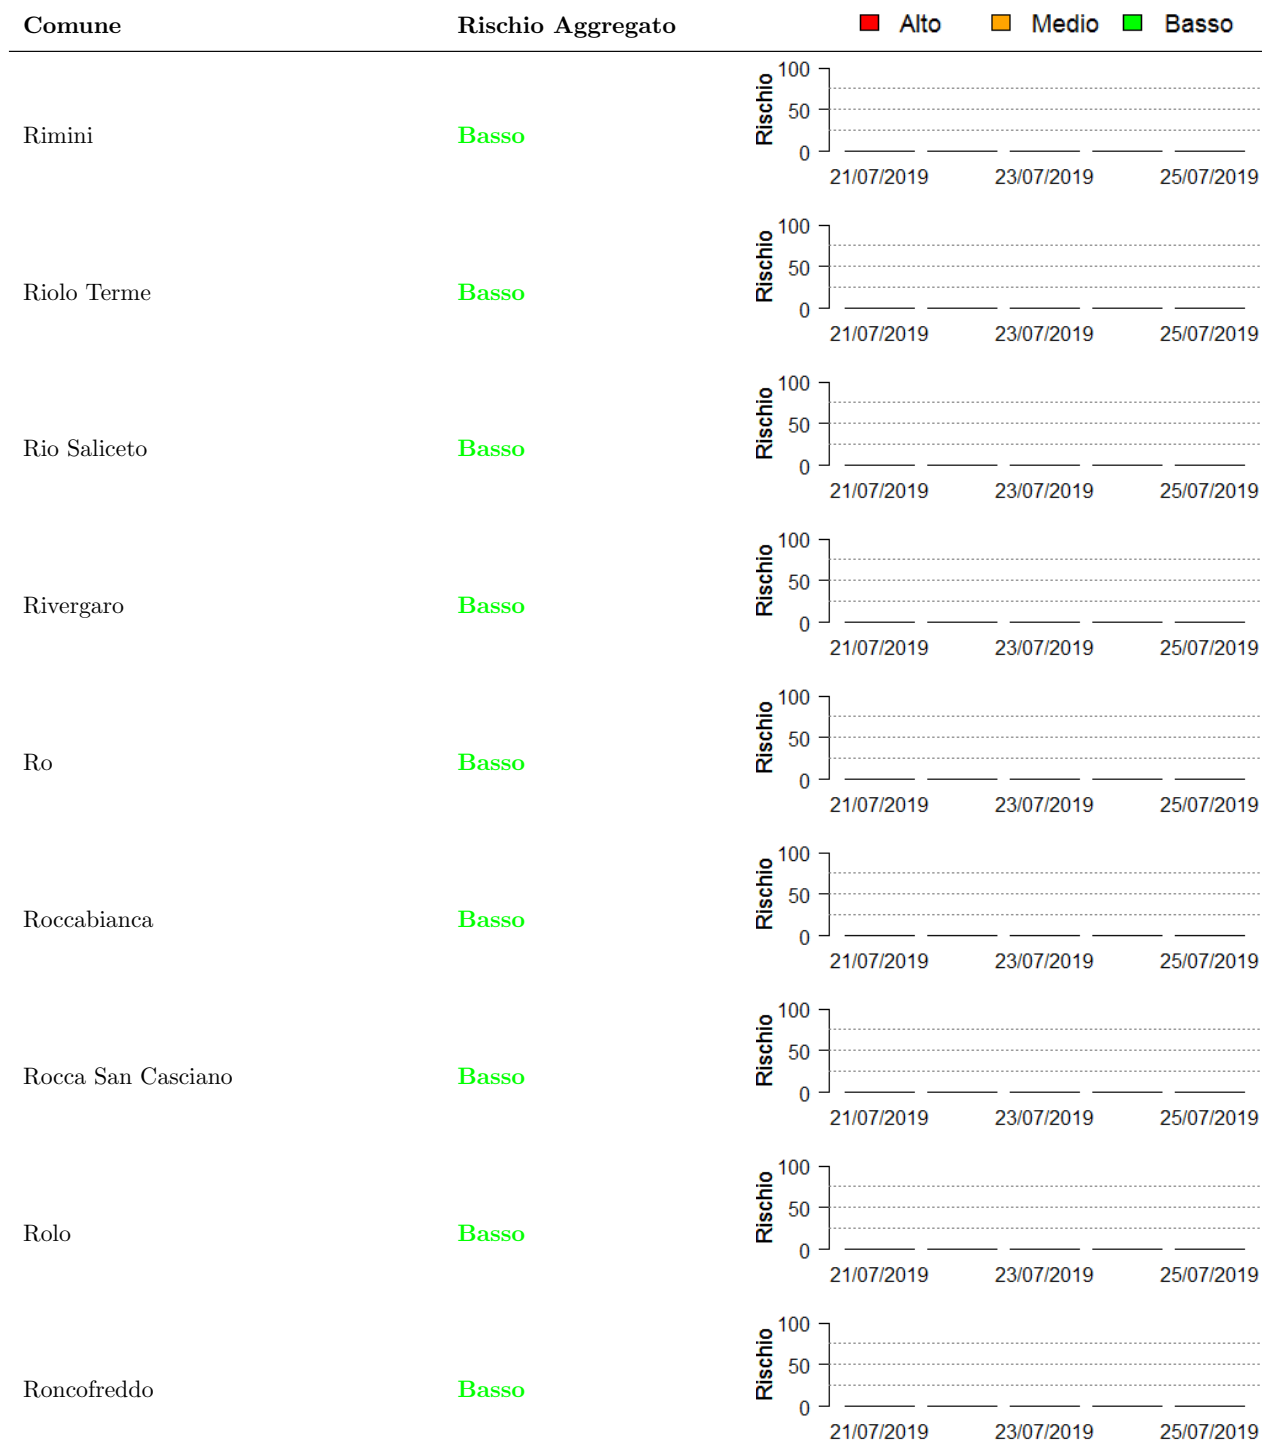 Comune Rischio Aggregato Alto Medio Basso
100
50
0
Rischio
Rimini Basso
21/07/2019 23/07/2019 25/07/2019
100
50
0
Rischio
Riolo Terme Basso
21/07/2019 23/07/2019 25/07/2019
100
50
0
Rischio
Rio Saliceto Basso
21/07/2019 23/07/2019 25/07/2019
100
50
0
Rischio
Rivergaro Basso
21/07/2019 23/07/2019 25/07/2019
100
50
0
Rischio
Ro Basso
21/07/2019 23/07/2019 25/07/2019
100
50
0
Rischio
Roccabianca Basso
21/07/2019 23/07/2019 25/07/2019
100
50
0
Rischio
Rocca San Casciano Basso
21/07/2019 23/07/2019 25/07/2019
100
50
0
Rischio
Rolo Basso
21/07/2019 23/07/2019 25/07/2019
100
50
0
Rischio
Roncofreddo Basso
21/07/2019 23/07/2019 25/07/2019